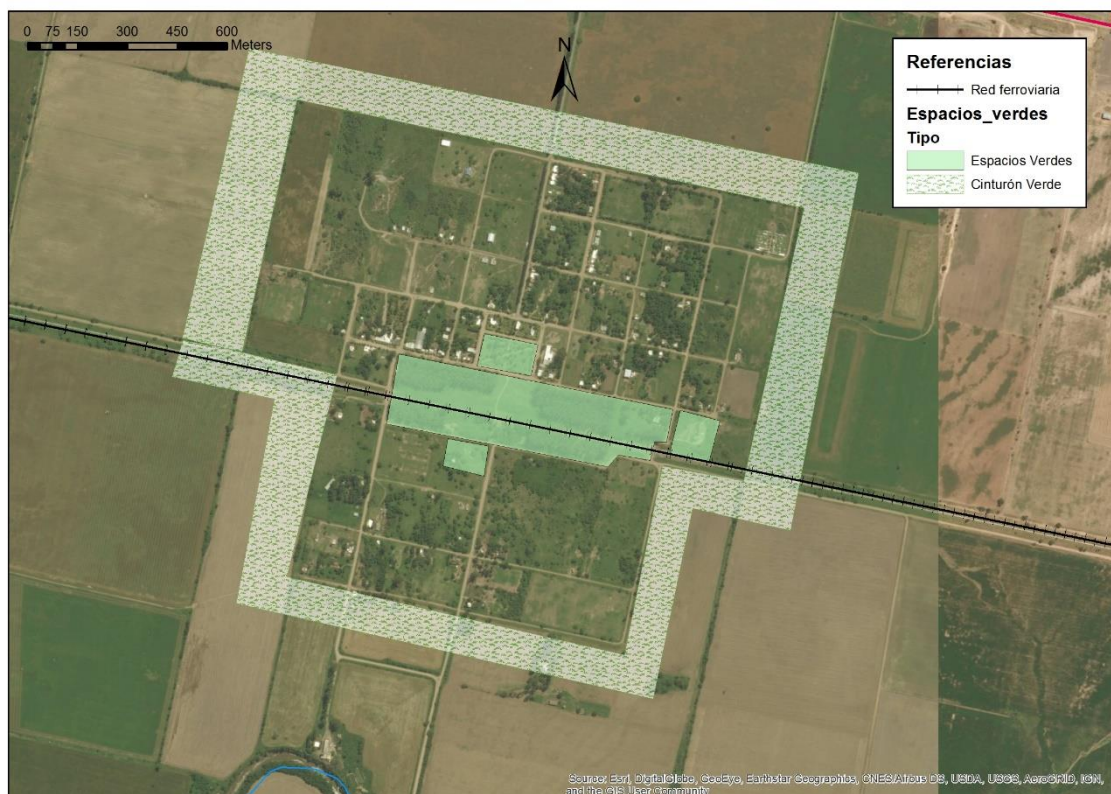 0 75 150 300 450 600
Meters
N
Referencias
Red ferroviaria
Espacios_verdes
Tipo
Espacios Verdes
Cinturón Verde
Source: Esri, DigitalGlobe, GeoEye, Earthstar Geographics, CNES/Airbus DS, USDA, USGS, AeroGRID, IGN,
and the GIS User Community